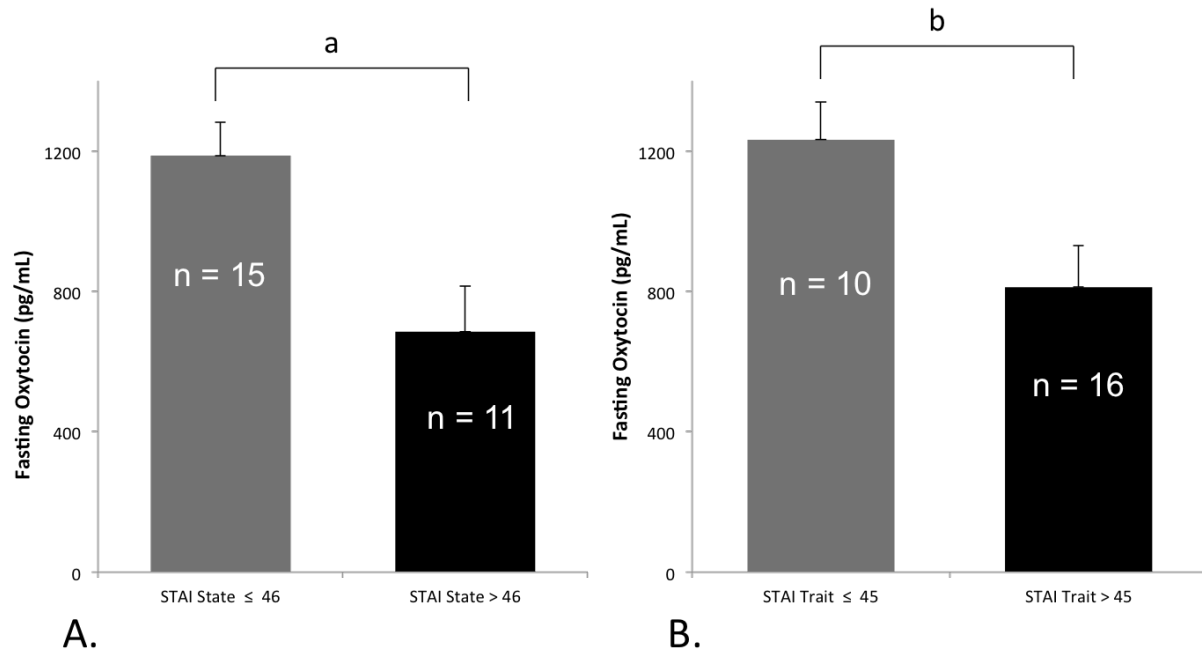 a
1200
800
400
0
Fasting Oxytocin (pg/mL)
n = 15
n = 11
STAI State ≤ 46
STAI State > 46
A.
b
1200
800
400
0
Fasting Oxytocin (pg/mL)
n = 10
n = 16
STAI Trait ≤ 45
STAI Trait > 45
B.